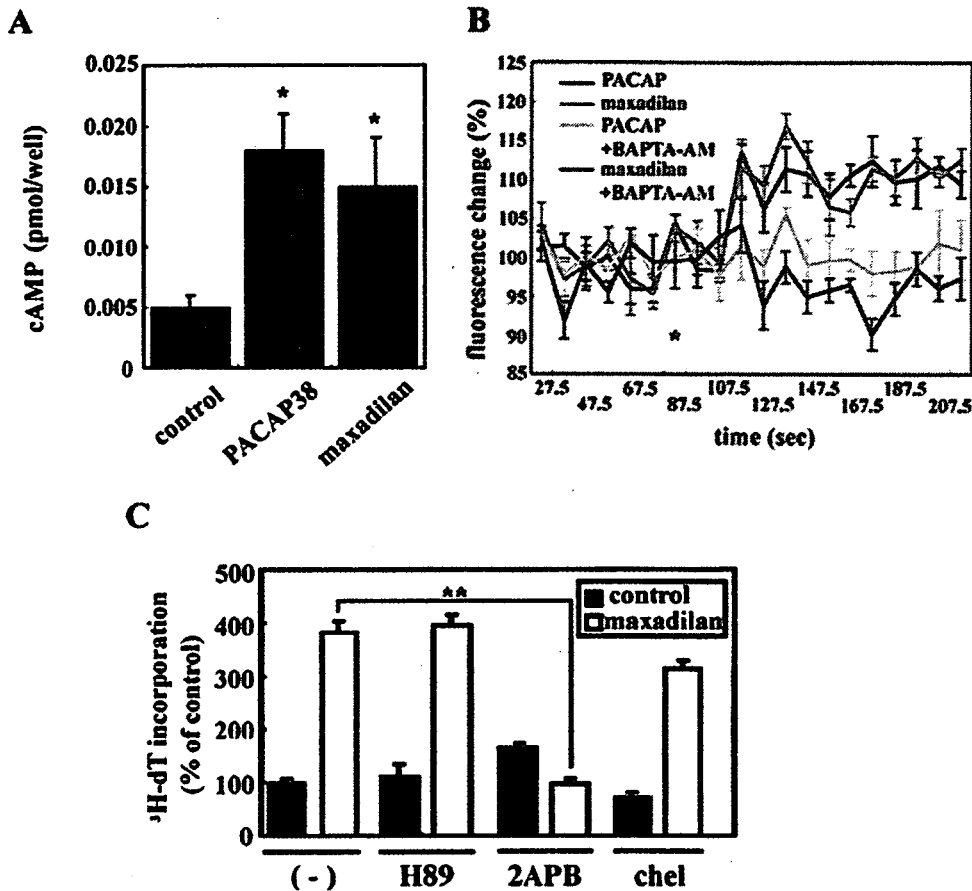 A
cAMP (pmol/well)
0.025
0.020
0.015
0.010
0.005
0
*
*
control
PACAP38
maxadilan
B
fluorescence change (%)
125
120
115
110
105
100
95
90
85
PACAP
maxadilan
PACAP
+BAPTA-AM
maxadilan
+BAPTA-AM
*
27.5
47.5
67.5
87.5
107.5
127.5
147.5
167.5
187.5
207.5
time (sec)
C
³H-dT incorporation
(% of control)
500
400
300
200
100
0
**
control
maxadilan
( - )
H89
2APB
chel